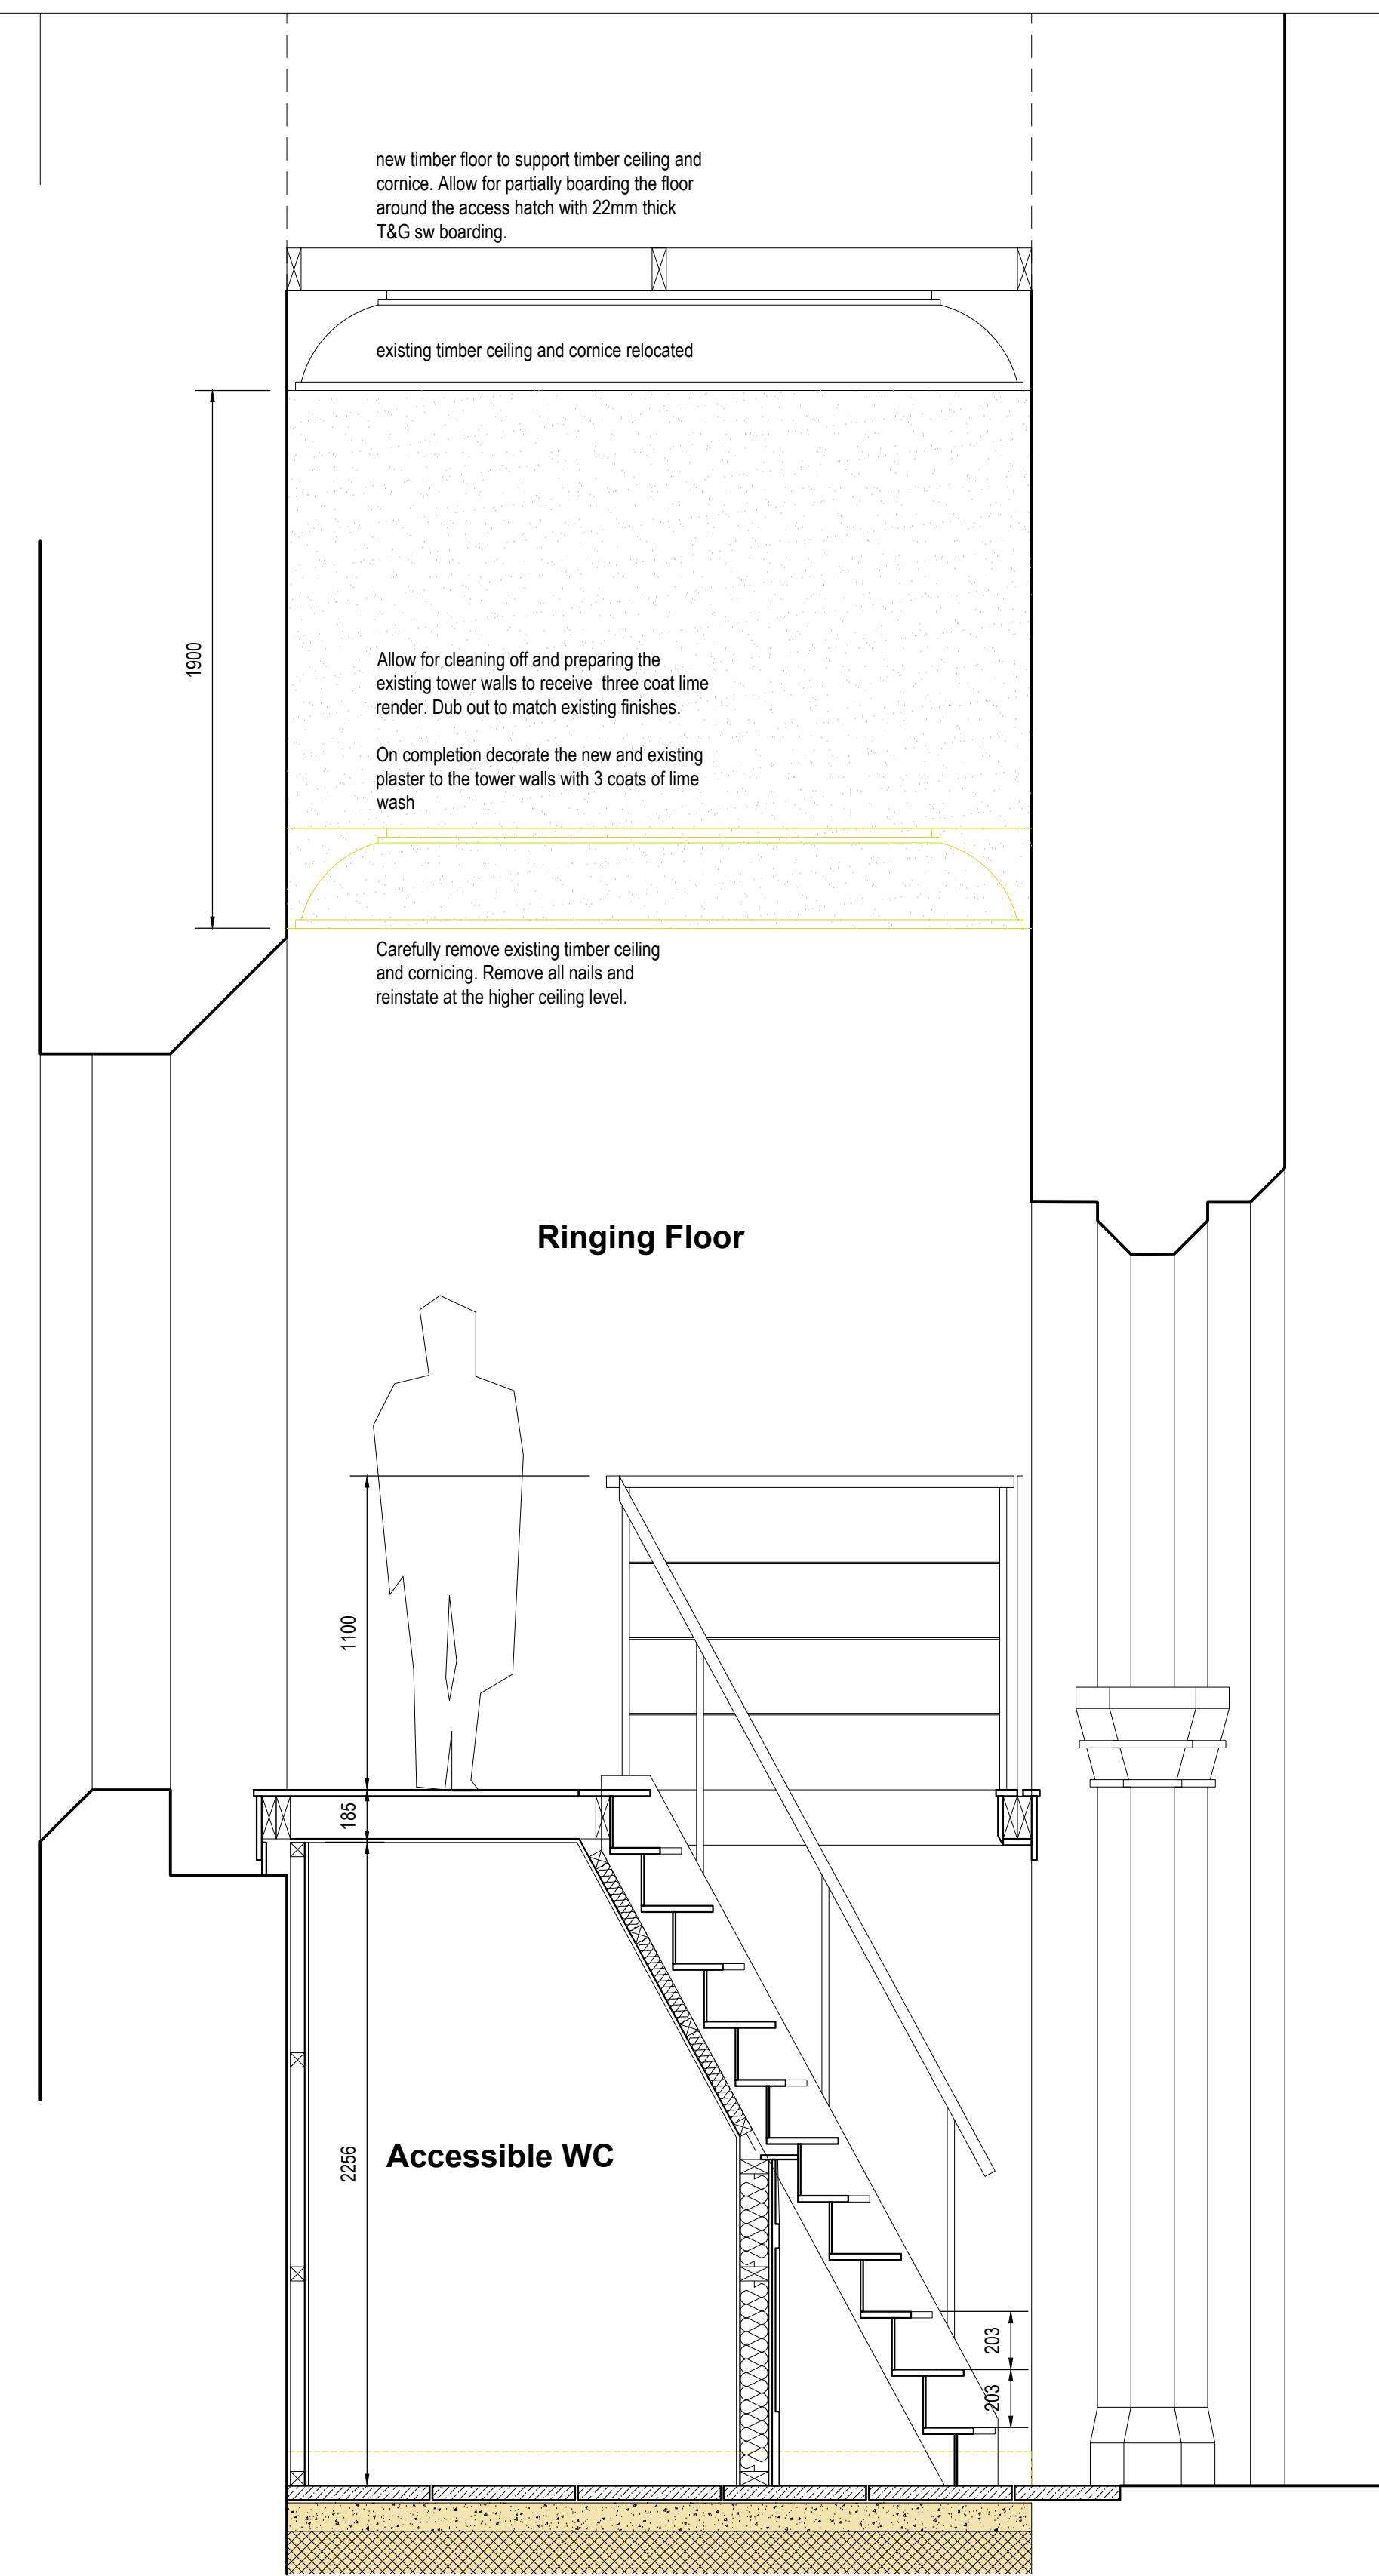 new timber floor to support timber ceiling and
cornice. Allow for partially boarding the floor
around the access hatch with 22mm thick
T&G sw boarding.
existing timber ceiling and cornice relocated
1900
Allow for cleaning off and preparing the
existing tower walls to receive three coat lime
render. Dub out to match existing finishes.
On completion decorate the new and existing
plaster to the tower walls with 3 coats of lime
wash
Carefully remove existing timber ceiling
and cornicing. Remove all nails and
reinstate at the higher ceiling level.
Ringing Floor
1100
185
2256
Accessible WC
203
203